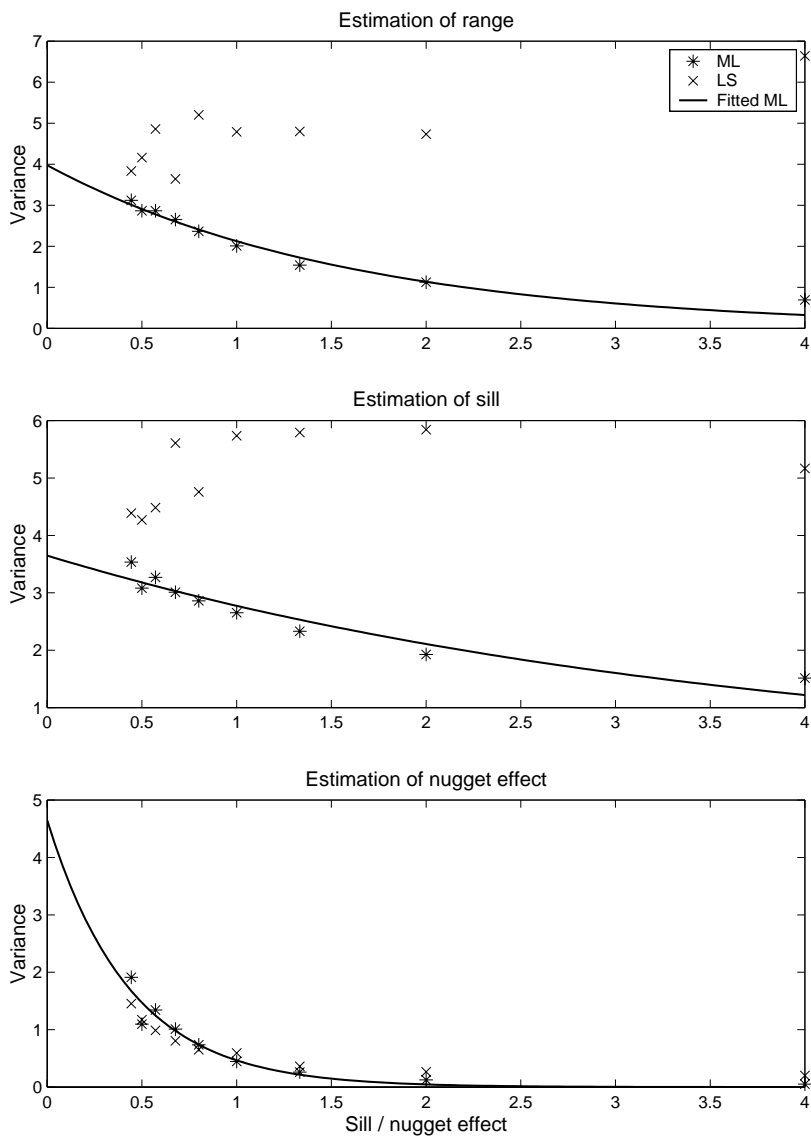 Estimation of range
7
6
5
4
3
2
1
0
Variance
ML
LS
Fitted ML
0 0.5 1 1.5 2 2.5 3 3.5 4
Estimation of sill
6
5
4
3
2
1
Variance
0 0.5 1 1.5 2 2.5 3 3.5 4
Estimation of nugget effect
5
4
3
2
1
0
Variance
0 0.5 1 1.5 2 2.5 3 3.5 4
Sill / nugget effect